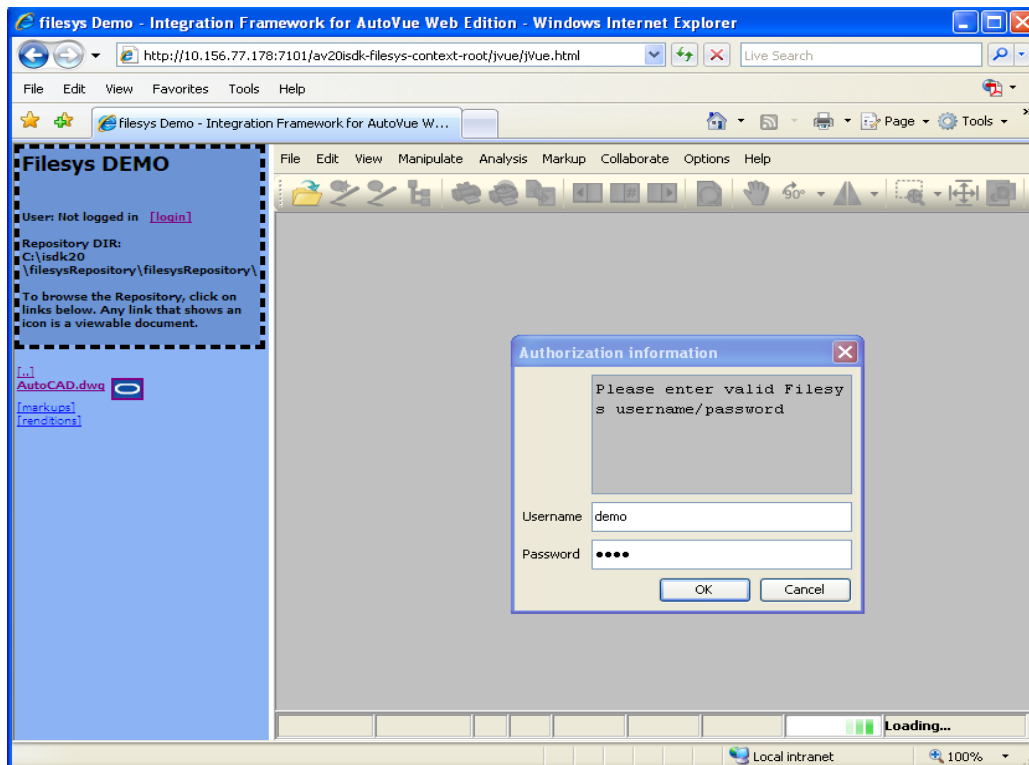 filesys Demo - Integration Framework for AutoVue Web Edition - Windows Internet Explorer
http://10.156.77.178:7101/av20isdk-filesys-context-root/jvue/jVue.html
Live Search
File Edit View Favorites Tools Help
filesys Demo - Integration Framework for AutoVue W...
Page Tools »
Filesys DEMO
User: Not logged in [login]
Repository DIR:
C:\isdk20
\filesysRepository\filesysRepository\
To browse the Repository, click on
links below. Any link that shows an
icon is a viewable document.
[..]
AutoCAD.dwg
[markups]
[renditions]
File Edit View Manipulate Analysis Markup Collaborate Options Help
90°
Authorization information
Please enter valid Filesy
s username/password
Username demo
Password ••••
OK Cancel
Loading...
Local intranet 100%